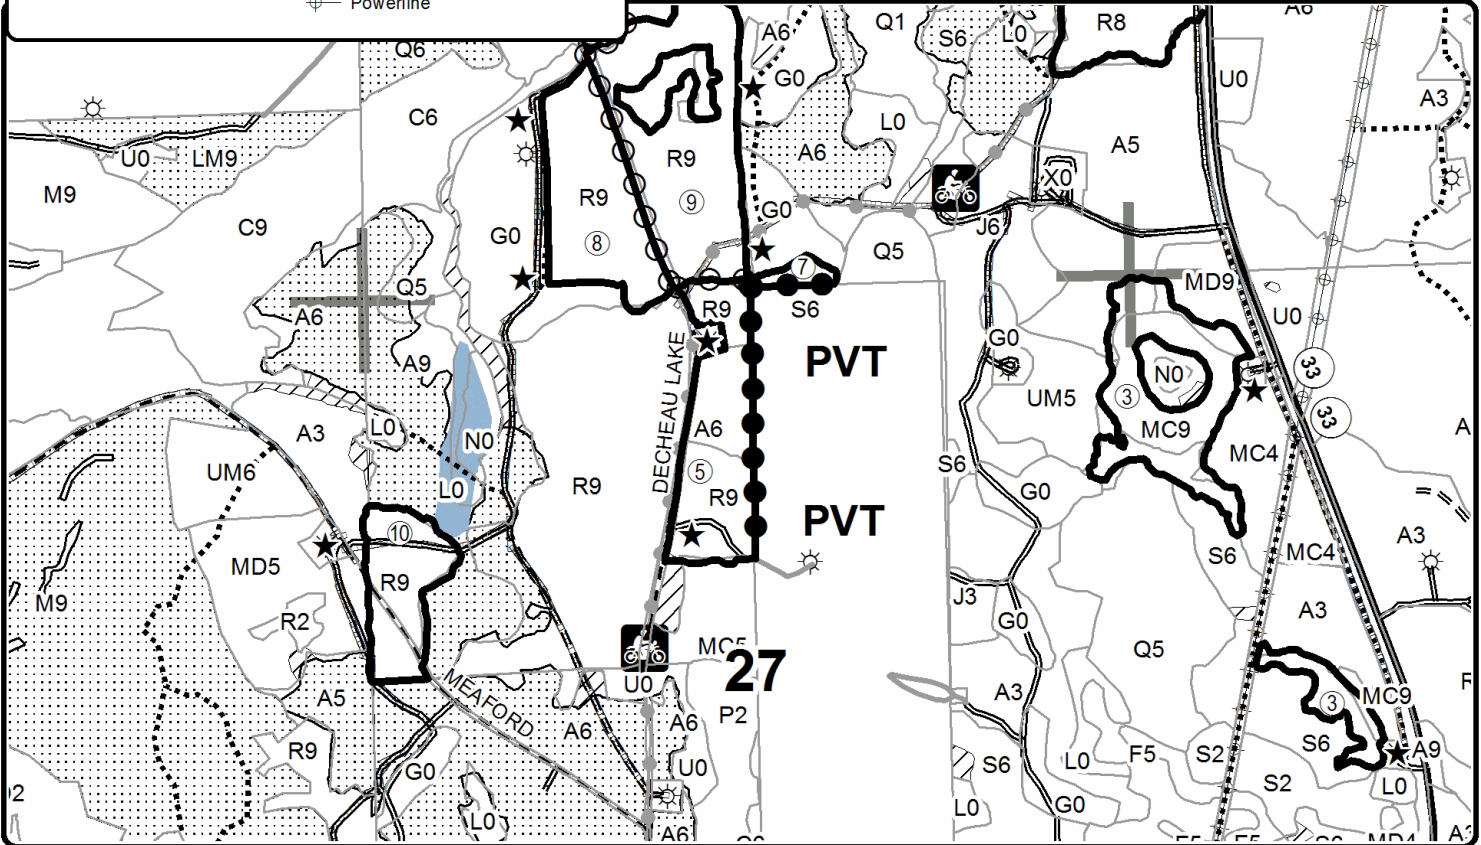 Powerline
Q6
A6
Q1
S6
L0
R8
A6
G0
U0
A3
C6
L0
A5
U0
LM9
R9
A6
M9
R9
9
X0
C9
G0
G0
J6
8
Q5
7
Q5
R9
S6
MD9
A6
U0
G0
DECHEAU LAKE
PVT
A9
N0
33
3
UM5
33
L0
A3
N0
A6
MC9
A
MC4
UM6
5
S6
L0
R9
R9
G0
PVT
10
A3
MD5
R9
S6
MC4
M9
J3
R2
G0
A3
MC5
Q5
27
U0
MEAFORD
A5
A3
MC9
R
3
P2
A6
A6
R9
S6
A9
G0
U0
S6
L0
F5
S2
S2
L0
L0
L0
G0
A6
MD4